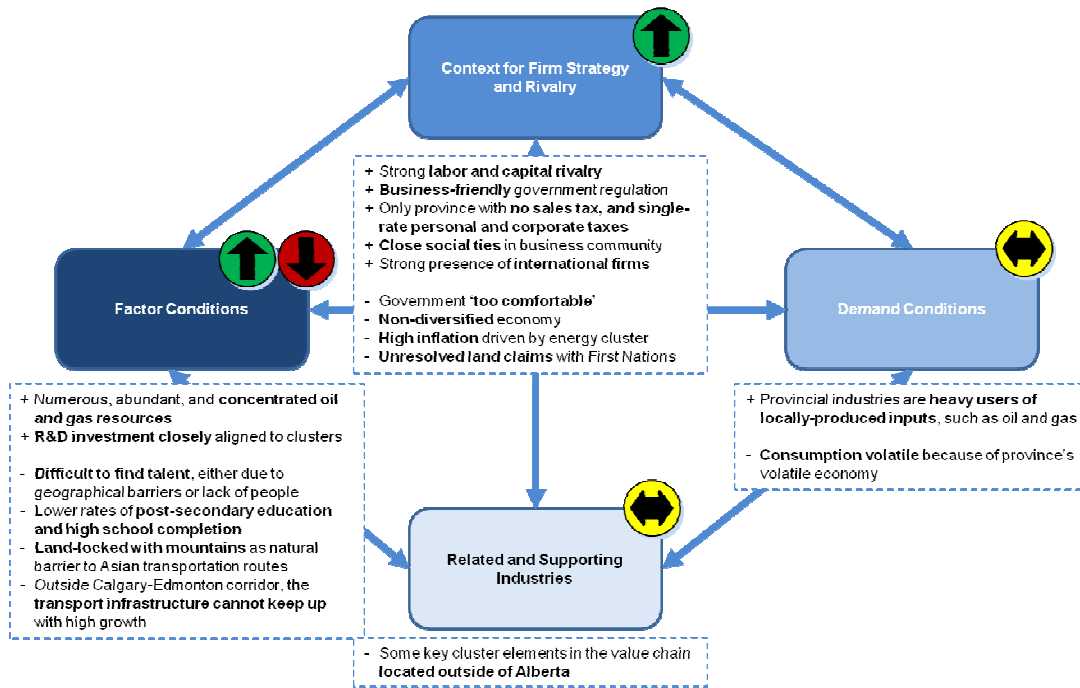 Context for Firm Strategy
and Rivalry
+ Strong labor and capital rivalry
+ Business-friendly government regulation
+ Only province with no sales tax, and single-
rate personal and corporate taxes
+ Close social ties in business community
+ Strong presence of international firms
- Government ‘too comfortable’
- Non-diversified economy
- High inflation driven by energy cluster
- Unresolved land claims with First Nations
Factor Conditions
+ Numerous, abundant, and concentrated oil
and gas resources
+ R&D investment closely aligned to clusters
- Difficult to find talent, either due to
geographical barriers or lack of people
- Lower rates of post-secondary education
and high school completion
- Land-locked with mountains as natural
barrier to Asian transportation routes
- Outside Calgary-Edmonton corridor, the
transport infrastructure cannot keep up
with high growth
Demand Conditions
+ Provincial industries are heavy users of
locally-produced inputs, such as oil and gas
- Consumption volatile because of province’s
volatile economy
Related and Supporting
Industries
- Some key cluster elements in the value chain
located outside of Alberta